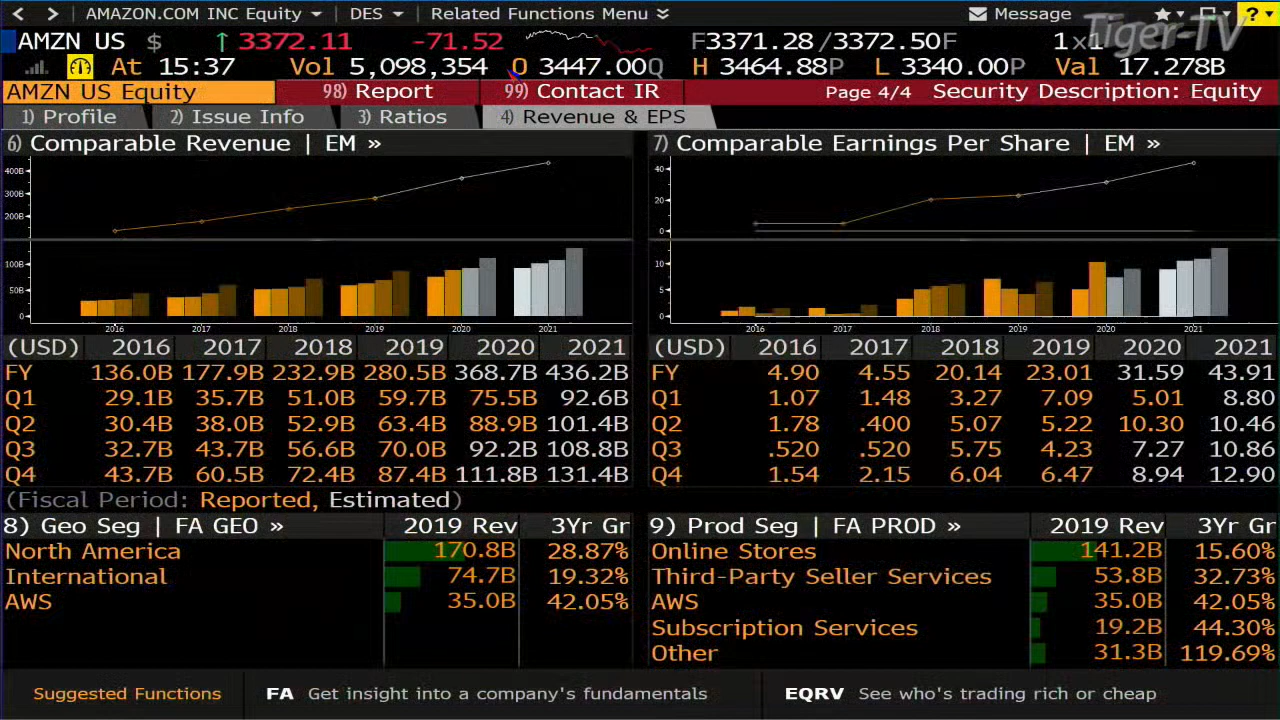 < > AMAZON.COM INC Equity DES Related Functions Menu Message ?
AMZN US $ ↑ 3372.11 -71.52 F3371.28/3372.50F 1x1 Tiger-TV
At 15:37 Vol 5,098,354 O 3447.00Q H 3464.88P L 3340.00P Val 17.278B
AMZN US Equity 98) Report 99) Contact IR Page 4/4 Security Description: Equity
1) Profile 2) Issue Info 3) Ratios 4) Revenue & EPS
6) Comparable Revenue | EM »
400B
300B
200B
100B
50B
0
2016 2017 2018 2019 2020 2021
(USD) 2016 2017 2018 2019 2020 2021
FY 136.0B 177.9B 232.9B 280.5B 368.7B 436.2B
Q1 29.1B 35.7B 51.0B 59.7B 75.5B 92.6B
Q2 30.4B 38.0B 52.9B 63.4B 88.9B 101.4B
Q3 32.7B 43.7B 56.6B 70.0B 92.2B 108.8B
Q4 43.7B 60.5B 72.4B 87.4B 111.8B 131.4B
7) Comparable Earnings Per Share | EM »
40
20
0
10
5
0
2016 2017 2018 2019 2020 2021
(USD) 2016 2017 2018 2019 2020 2021
FY 4.90 4.55 20.14 23.01 31.59 43.91
Q1 1.07 1.48 3.27 7.09 5.01 8.80
Q2 1.78 .400 5.07 5.22 10.30 10.46
Q3 .520 .520 5.75 4.23 7.27 10.86
Q4 1.54 2.15 6.04 6.47 8.94 12.90
(Fiscal Period: Reported, Estimated)
8) Geo Seg | FA GEO » 2019 Rev 3Yr Gr
North America 170.8B 28.87%
International 74.7B 19.32%
AWS 35.0B 42.05%
9) Prod Seg | FA PROD » 2019 Rev 3Yr Gr
Online Stores 141.2B 15.60%
Third-Party Seller Services 53.8B 32.73%
AWS 35.0B 42.05%
Subscription Services 19.2B 44.30%
Other 31.3B 119.69%
Suggested Functions FA Get insight into a company's fundamentals EQRV See who's trading rich or cheap